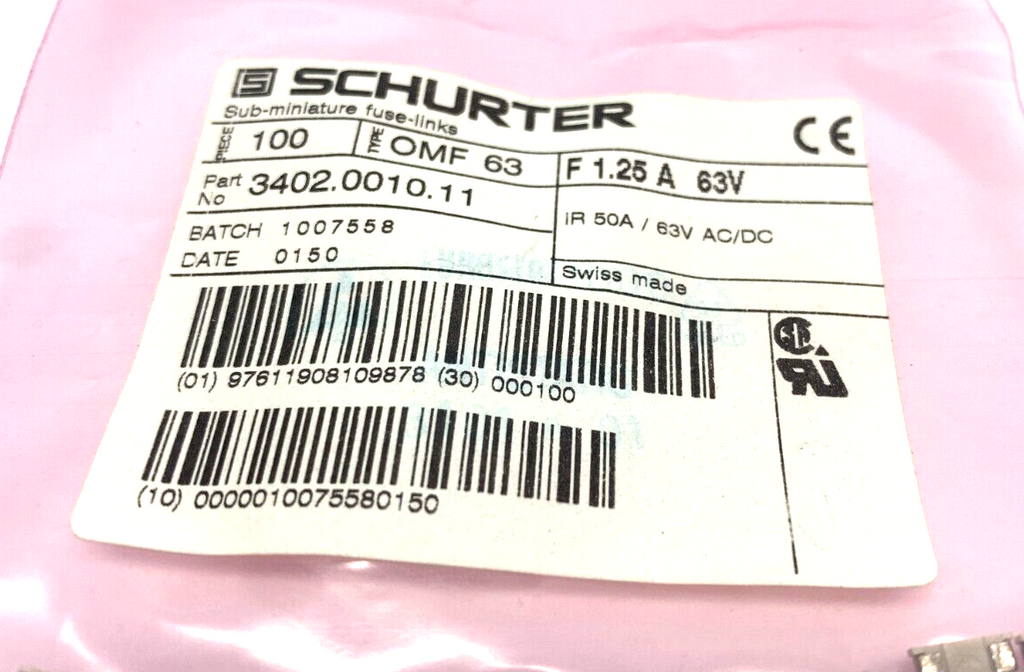 SCHURTER
Sub-miniature fuse-links
CE
PIECE 100 TYPE OMF 63 F 1.25 A 63V
Part No 3402.0010.11
IR 50A / 63V AC/DC
BATCH 1007558
DATE 0150
Swiss made
(01) 97611908109878 (30) 000100
(10) 0000010075580150